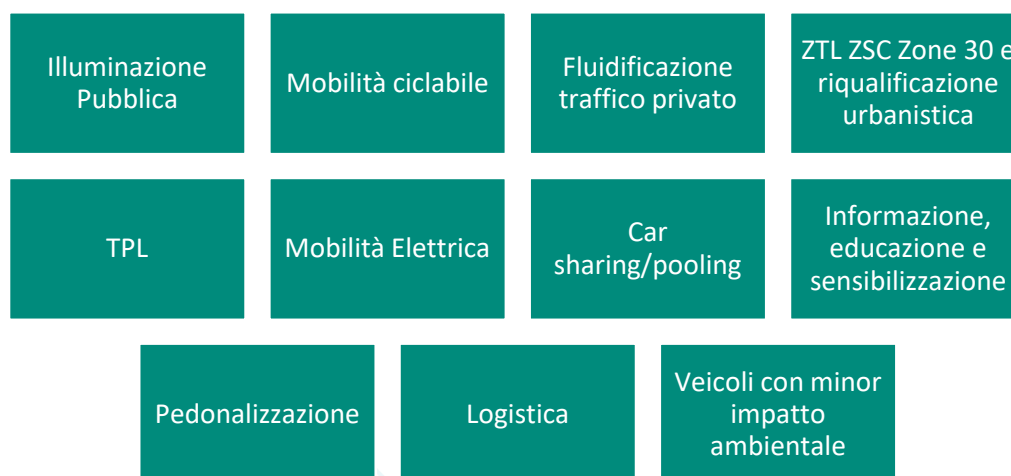 Illuminazione
Pubblica
Mobilità ciclabile
Fluidificazione
traffico privato
ZTL ZSC Zone 30 e
riqualificazione
urbanistica
TPL
Mobilità Elettrica
Car
sharing/pooling
Informazione,
educazione e
sensibilizzazione
Pedonalizzazione
Logistica
Veicoli con minor
impatto
ambientale